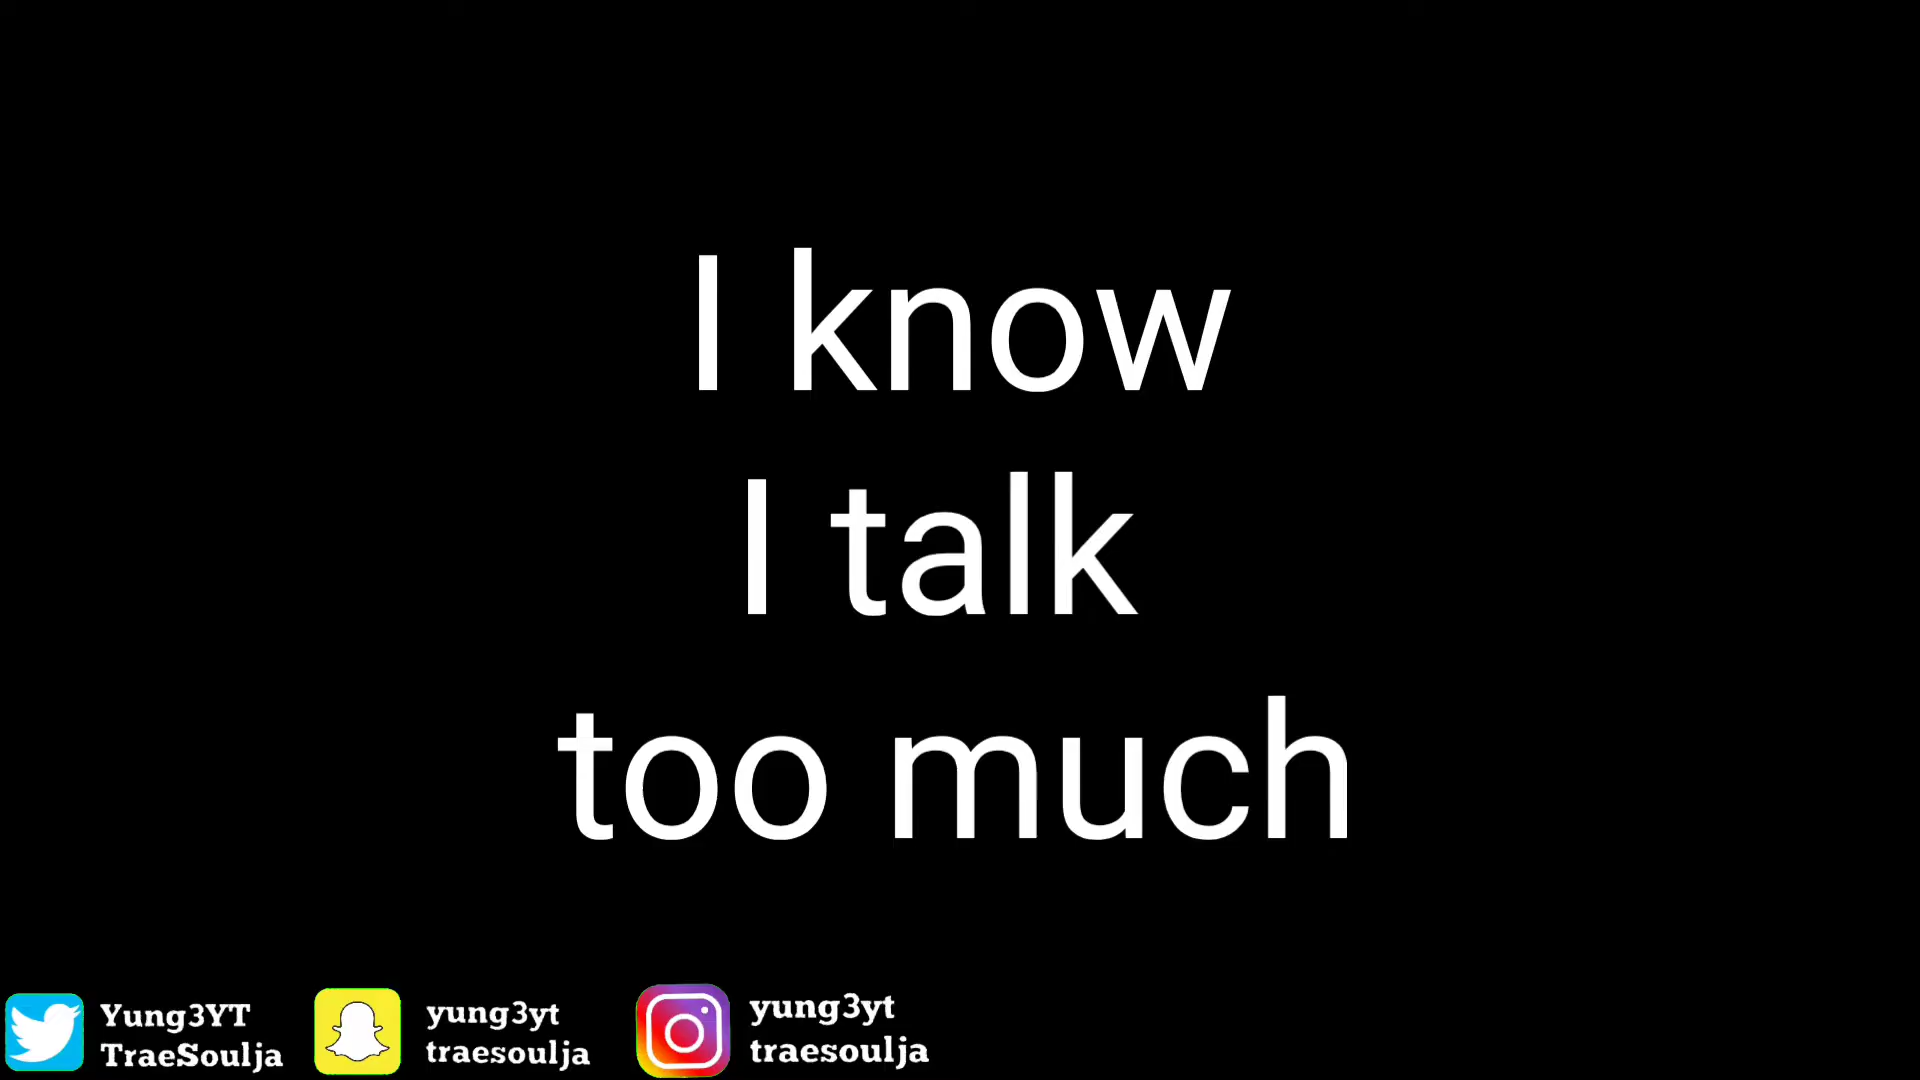 I know
I talk
too much
Yung3YT
TraeSoulja
yung3yt
traesoulja
yung3yt
traesoulja